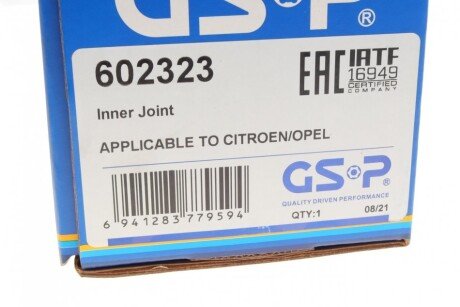 GSP®
602323
EAC IATF
16949
CERTIFIED
COMPANY
Inner Joint
APPLICABLE TO CITROEN/OPEL
GSP®
QUALITY DRIVEN PERFORMANCE
6 941283 779594
QTY:1
08/21